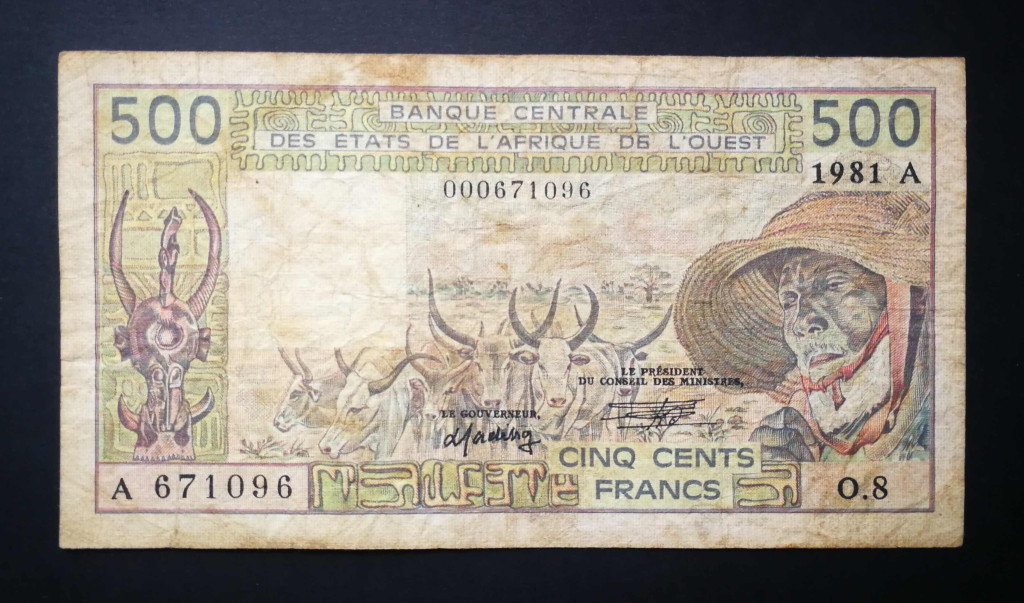 500
BANQUE CENTRALE
DES ÉTATS DE L'AFRIQUE DE L'OUEST
500
1981 A
000671096
LE PRÉSIDENT
DU CONSEIL DES MINISTRES,
LE GOUVERNEUR,
CINQ CENTS
FRANCS
A 671096
O.8